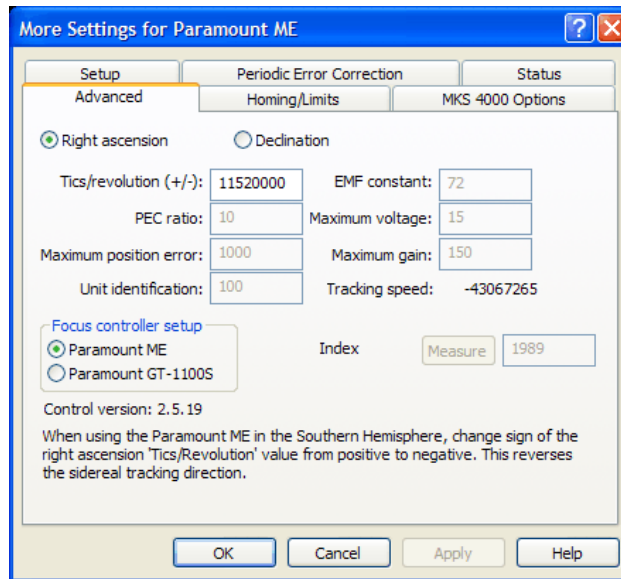 More Settings for Paramount ME
Setup Periodic Error Correction Status
Advanced Homing/Limits MKS 4000 Options
Right ascension Declination
Tics/revolution (+/-): 11520000 EMF constant: 72
PEC ratio: 10 Maximum voltage: 15
Maximum position error: 1000 Maximum gain: 150
Unit identification: 100 Tracking speed: -43067265
Focus controller setup
Paramount ME
Index Measure 1989
Paramount GT-1100S
Control version: 2.5.19
When using the Paramount ME in the Southern Hemisphere, change sign of the
right ascension 'Tics/Revolution' value from positive to negative. This reverses
the sidereal tracking direction.
OK Cancel Apply Help